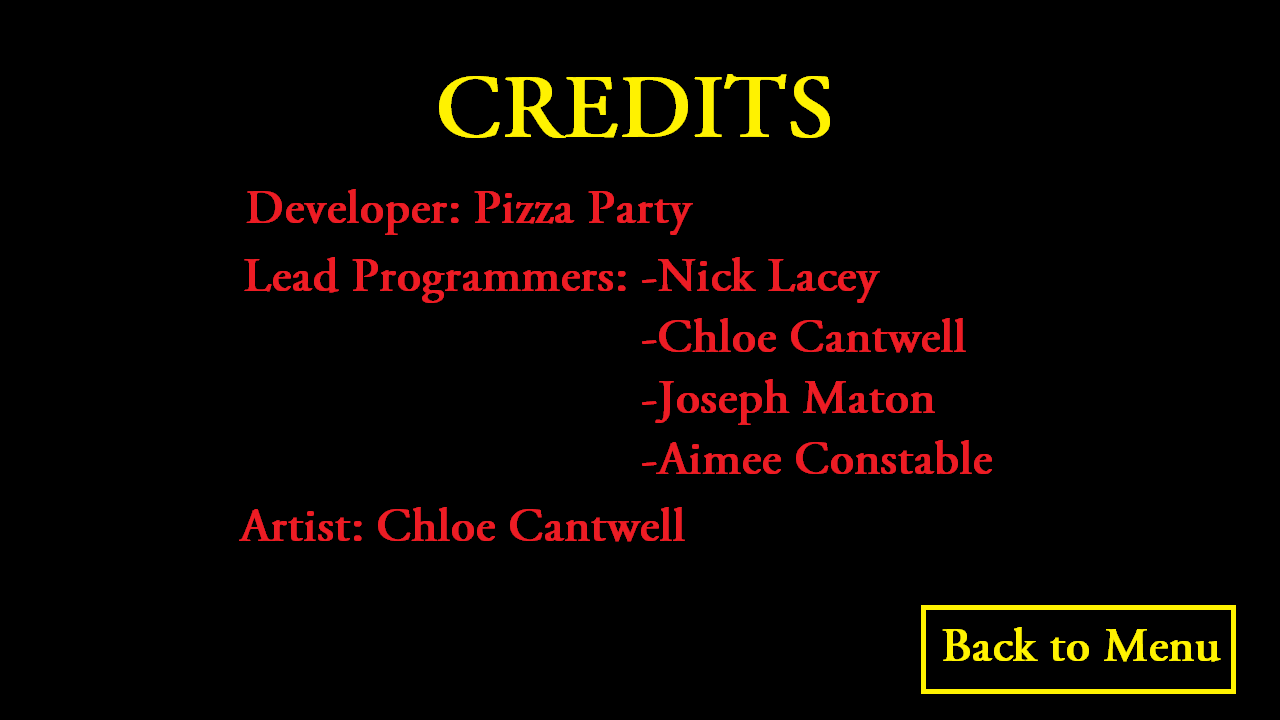 CREDITS
Developer: Pizza Party
Lead Programmers: -Nick Lacey
-Chloe Cantwell
-Joseph Maton
-Aimee Constable
Artist: Chloe Cantwell
Back to Menu